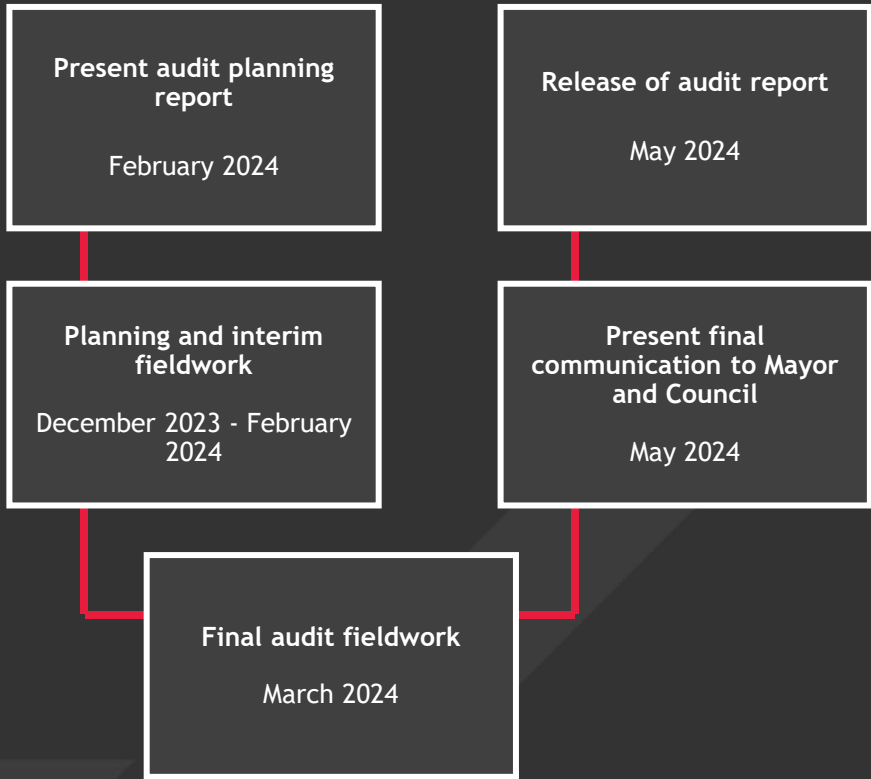 Present audit planning
report
February 2024
Planning and interim
fieldwork
December 2023 - February
2024
Final audit fieldwork
March 2024
Present final
communication to Mayor
and Council
May 2024
Release of audit report
May 2024